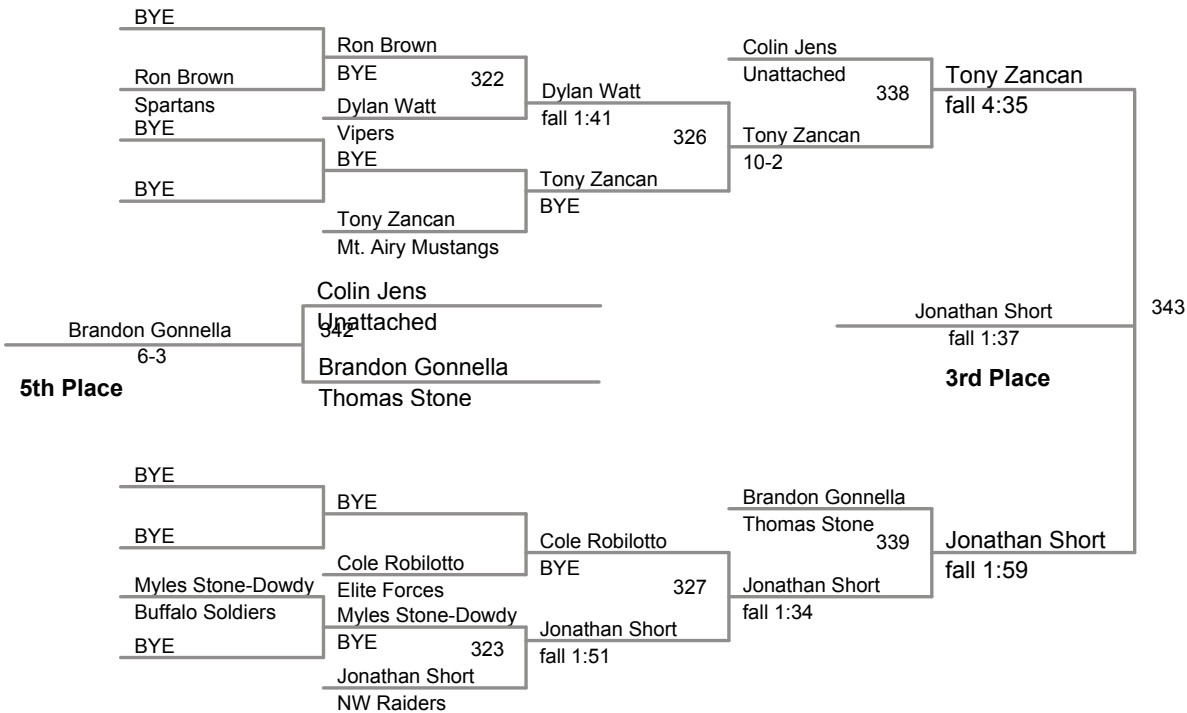 BYE
Ron Brown
Spartans
BYE
BYE
Ron Brown
BYE
322
Dylan Watt
Vipers
BYE
Tony Zancan
Mt. Airy Mustangs
Dylan Watt
fall 1:41
326
Tony Zancan
BYE
Colin Jens
Unattached
338
Tony Zancan
10-2
Tony Zancan
fall 4:35
Colin Jens
Unattached
342
Brandon Gonnella
Thomas Stone
Brandon Gonnella
6-3
5th Place
Jonathan Short
fall 1:37
3rd Place
343
BYE
BYE
Myles Stone-Dowdy
Buffalo Soldiers
BYE
BYE
Cole Robilotto
Elite Forces
Myles Stone-Dowdy
BYE
323
Jonathan Short
NW Raiders
Cole Robilotto
BYE
327
Jonathan Short
fall 1:51
Brandon Gonnella
Thomas Stone
339
Jonathan Short
fall 1:34
Jonathan Short
fall 1:59